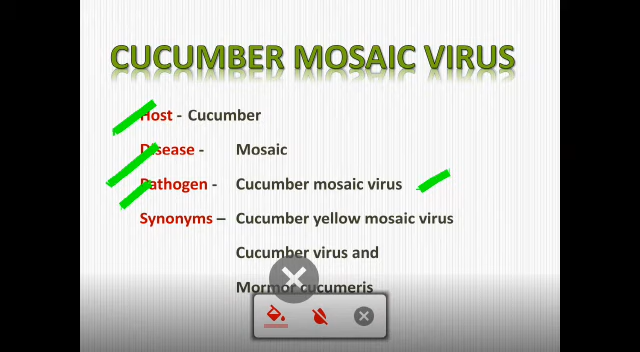 CUCUMBER MOSAIC VIRUS
Host - Cucumber
Disease - Mosaic
Pathogen - Cucumber mosaic virus
Synonyms – Cucumber yellow mosaic virus
Cucumber virus and
Mormor cucumeris